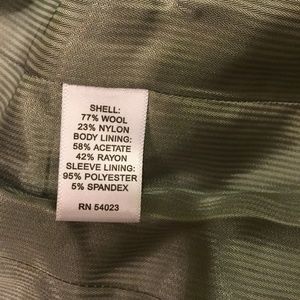 SHELL:
77% WOOL
23% NYLON
BODY LINING:
58% ACETATE
42% RAYON
SLEEVE LINING:
95% POLYESTER
5% SPANDEX
RN 54023